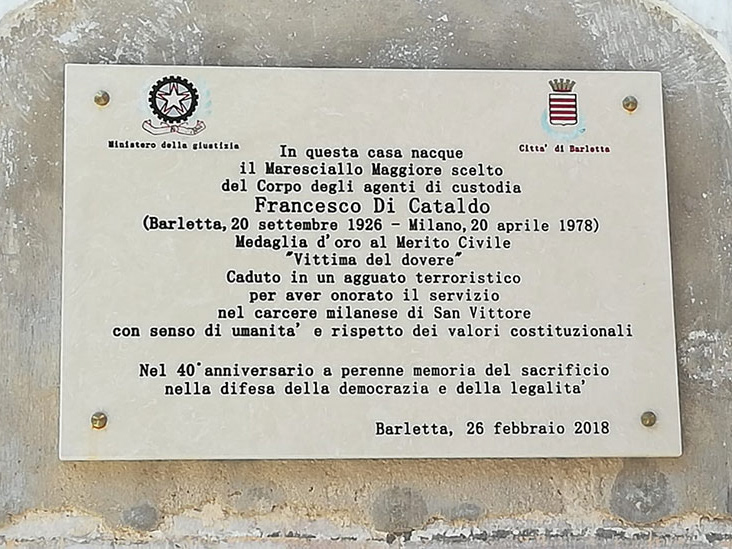 Ministero della giustizia
Citta' di Barletta
In questa casa nacque
il Maresciallo Maggiore scelto
del Corpo degli agenti di custodia
Francesco Di Cataldo
(Barletta,20 settembre 1926 - Milano,20 aprile 1978)
Medaglia d'oro al Merito Civile
"Vittima del dovere"
Caduto in un agguato terroristico
per aver onorato il servizio
nel carcere milanese di San Vittore
con senso di umanita' e rispetto dei valori costituzionali
Nel 40°anniversario a perenne memoria del sacrificio
nella difesa della democrazia e della legalita'
Barletta, 26 febbraio 2018